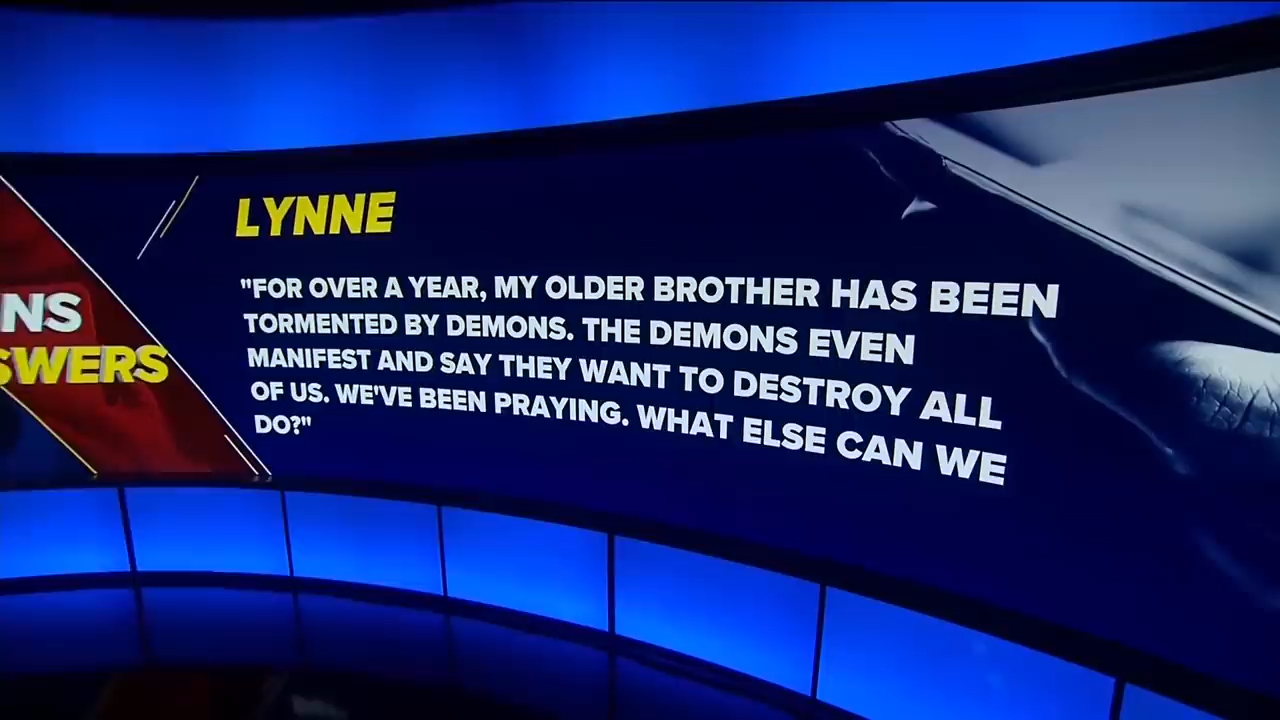 NS
SWERS
LYNNE
"FOR OVER A YEAR, MY OLDER BROTHER HAS BEEN
TORMENTED BY DEMONS. THE DEMONS EVEN
MANIFEST AND SAY THEY WANT TO DESTROY ALL
OF US. WE'VE BEEN PRAYING. WHAT ELSE CAN WE
DO?"